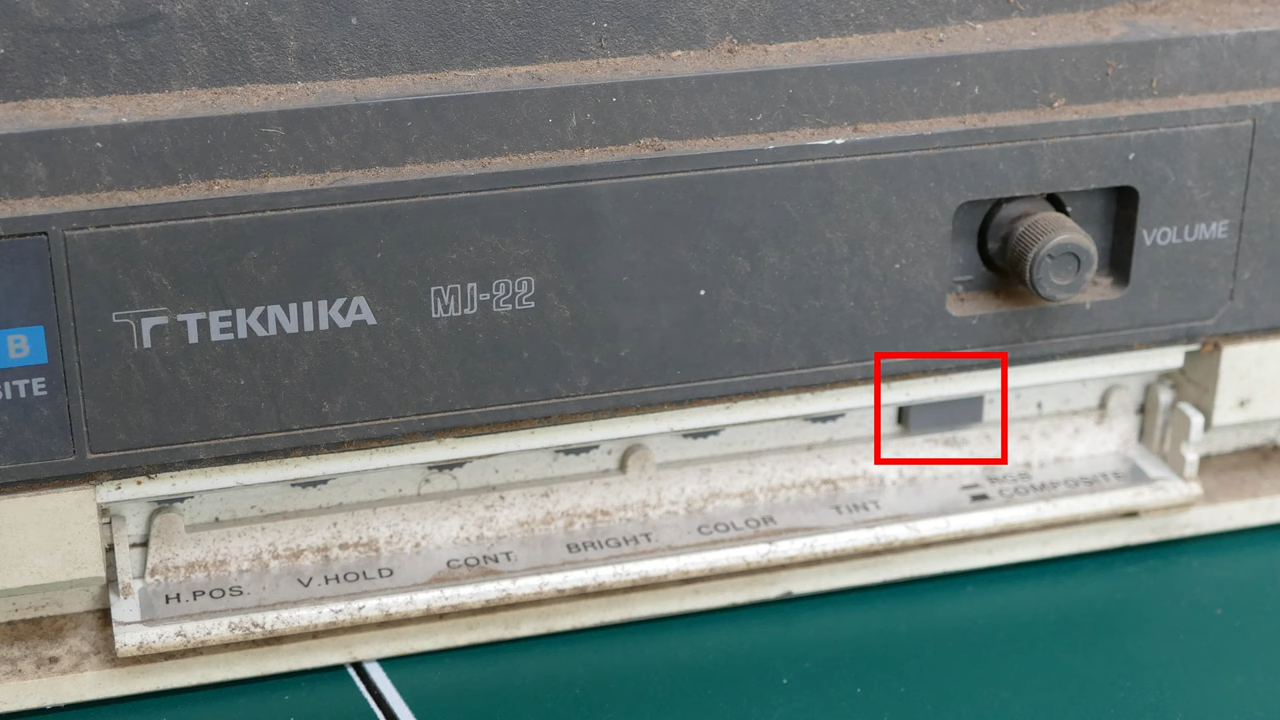 B
SITE
TEKNIKA
MJ-22
VOLUME
H.POS.
V.HOLD
CONT.
BRIGHT.
COLOR
TINT
RGB
COMPOSITE